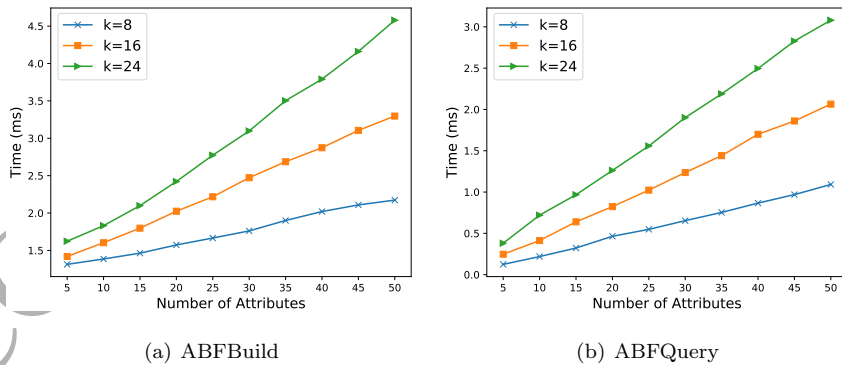 k=8
k=16
k=24
4.5
4.0
3.5
3.0
2.5
2.0
1.5
Time (ms)
5 10 15 20 25 30 35 40 45 50
Number of Attributes
(a) ABFBuild
k=8
k=16
k=24
3.0
2.5
2.0
1.5
1.0
0.5
0.0
Time (ms)
5 10 15 20 25 30 35 40 45 50
Number of Attributes
(b) ABFQuery